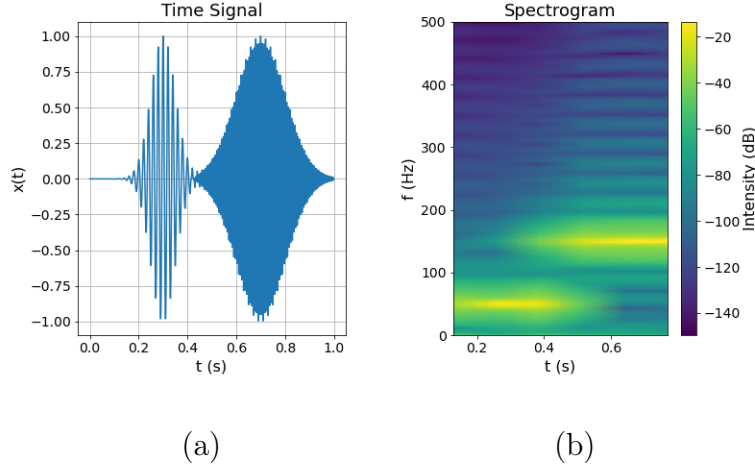 Time Signal
1.00
0.75
0.50
0.25
0.00
−0.25
−0.50
−0.75
−1.00
x(t)
0.0 0.2 0.4 0.6 0.8 1.0
t (s)
(a)
Spectrogram
500
400
300
200
100
0
f (Hz)
0.2 0.4 0.6
t (s)
−20
−40
−60
−80
−100
−120
−140
Intensity (dB)
(b)